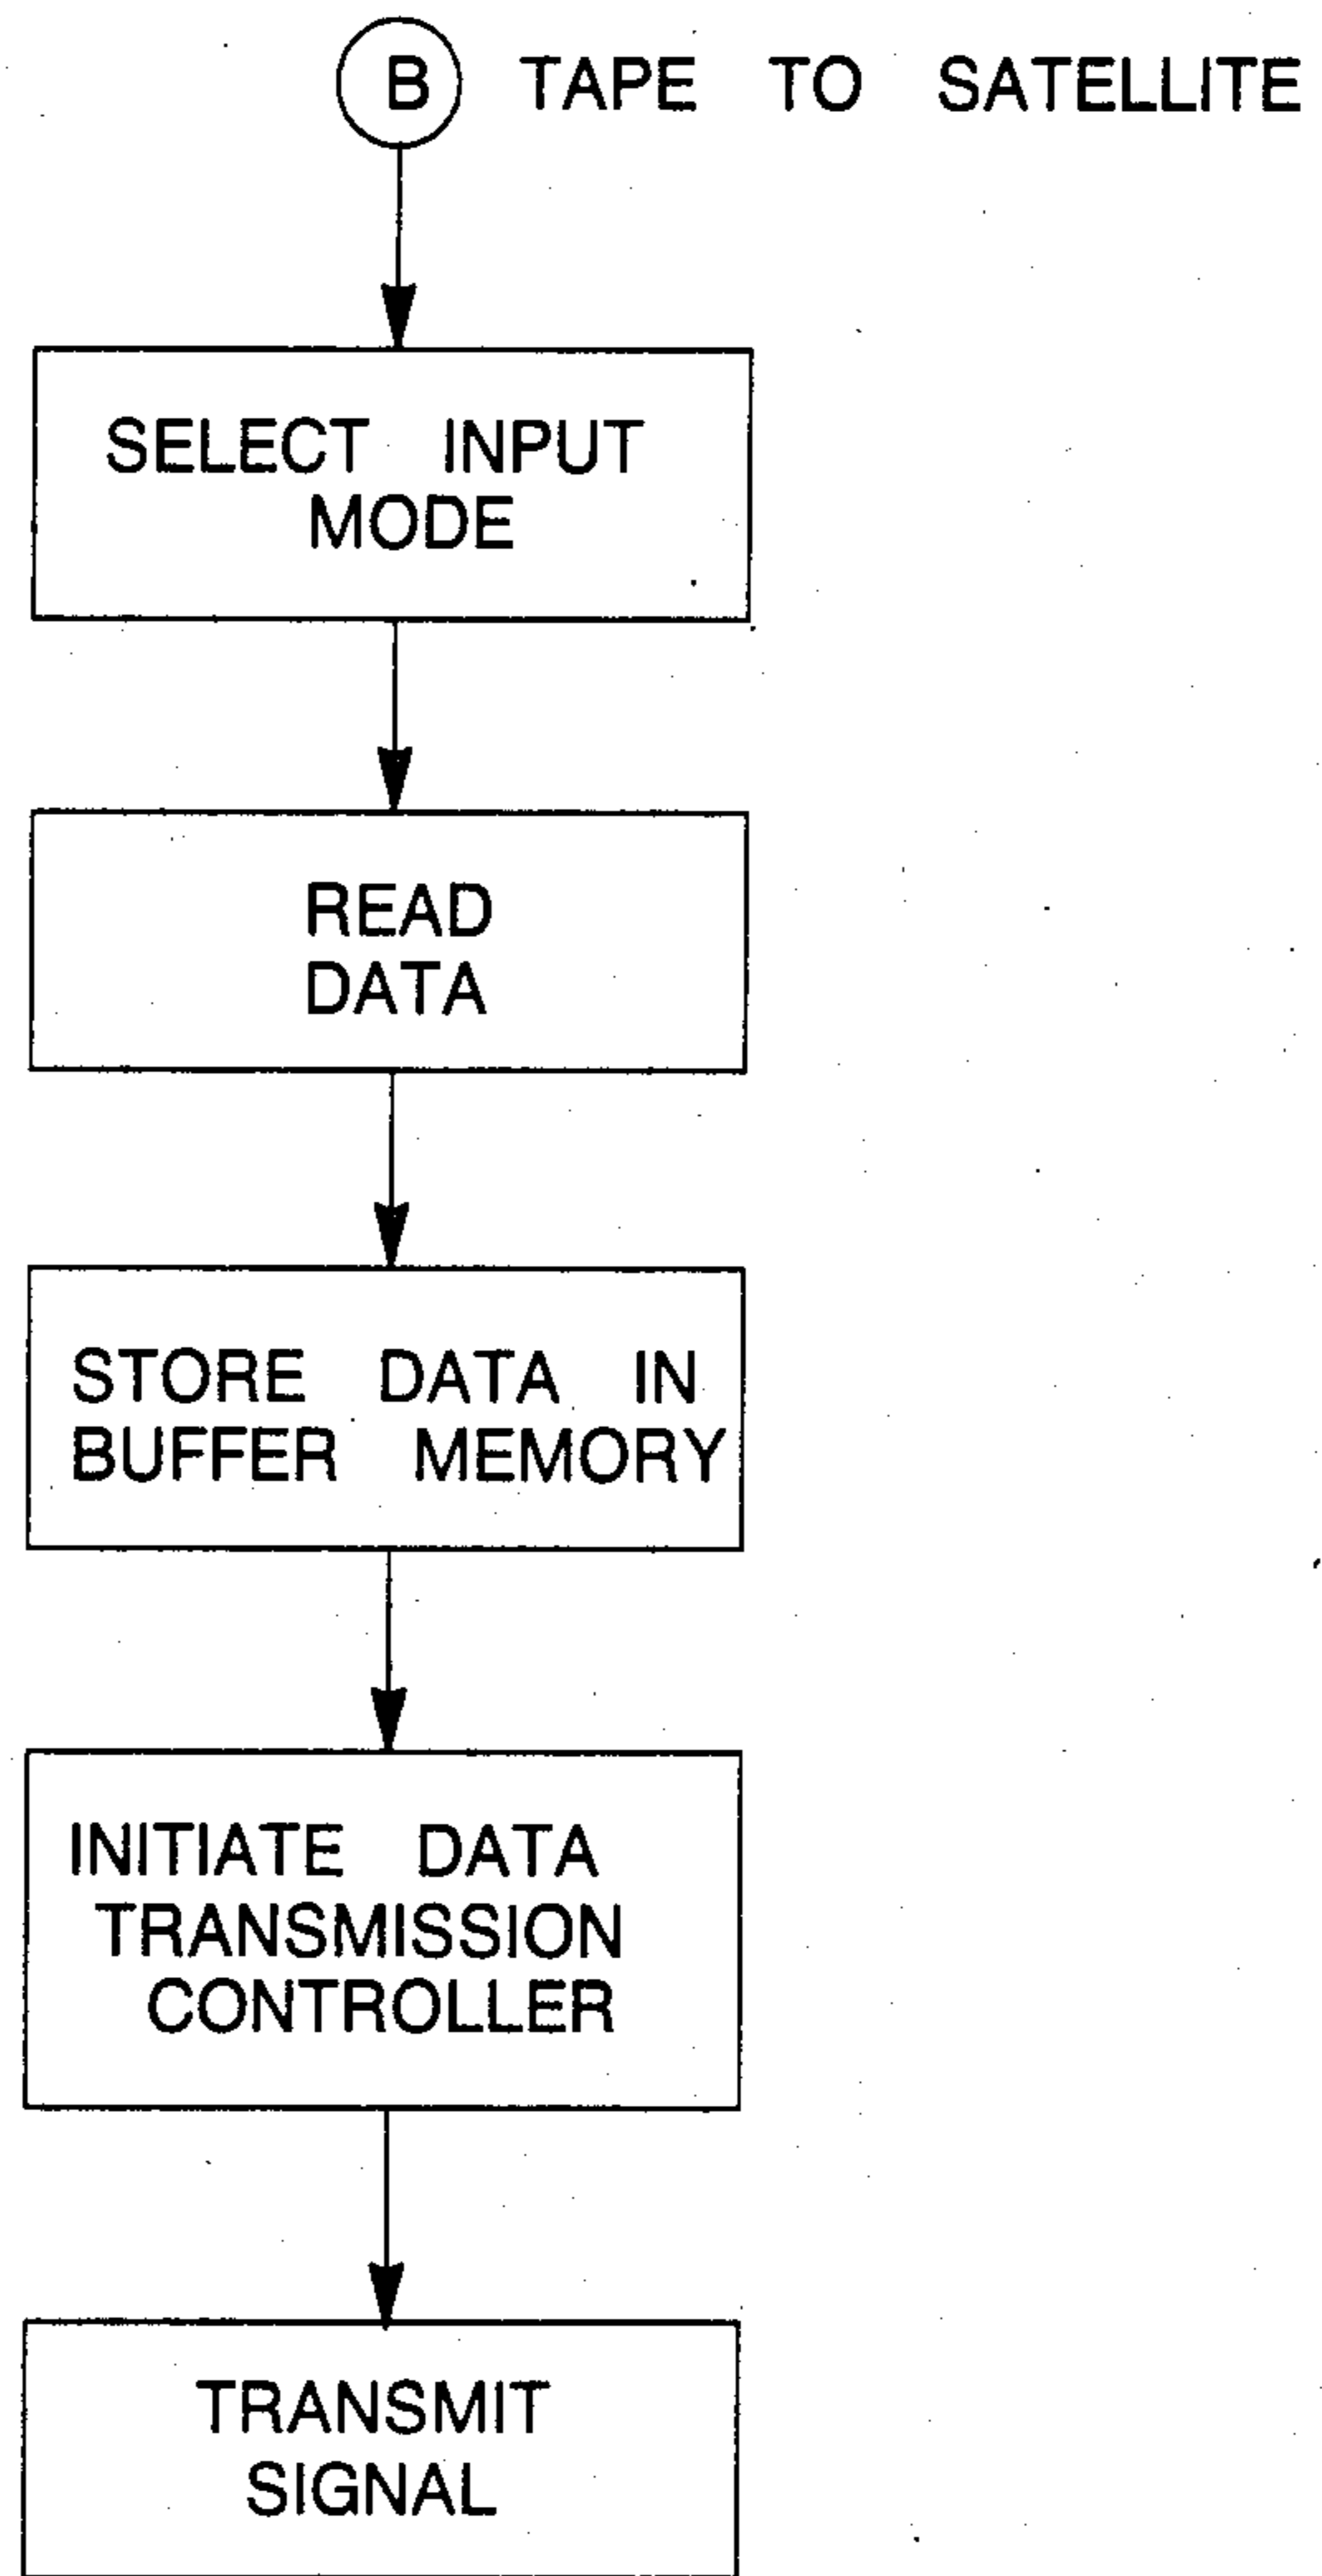 B TAPE TO SATELLITE
SELECT INPUT
MODE
READ
DATA
STORE DATA IN
BUFFER MEMORY
INITIATE DATA
TRANSMISSION
CONTROLLER
TRANSMIT
SIGNAL